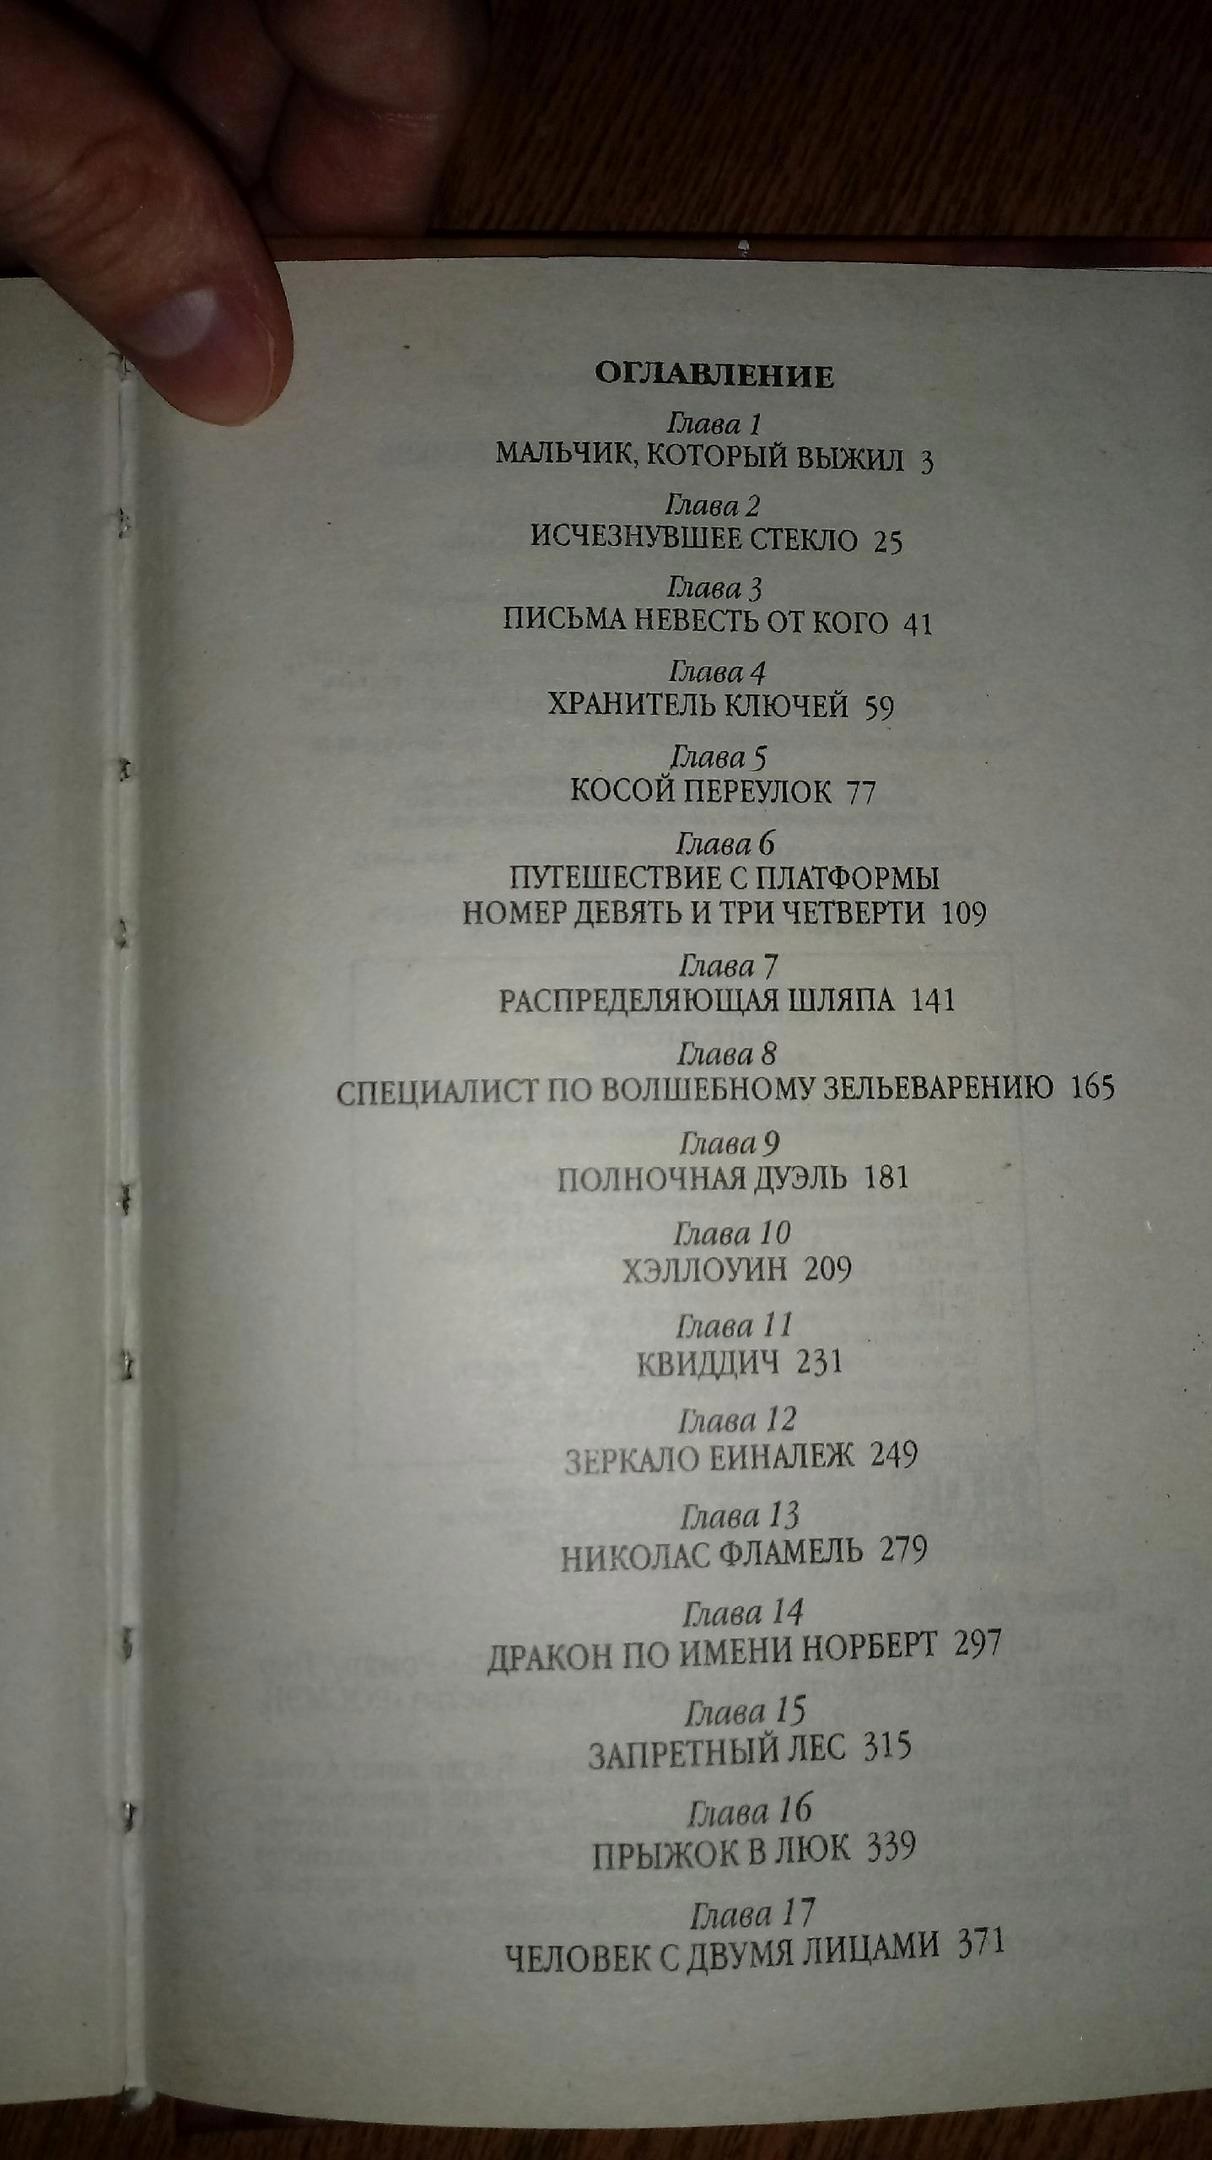 ОГЛАВЛЕНИЕ
Глава 1
МАЛЬЧИК, КОТОРЫЙ ВЫЖИЛ 3
Глава 2
ИСЧЕЗНУВШЕЕ СТЕКЛО 25
Глава 3
ПИСЬМА НЕВЕСТЬ ОТ КОГО 41
Глава 4
ХРАНИТЕЛЬ КЛЮЧЕЙ 59
Глава 5
КОСОЙ ПЕРЕУЛОК 77
Глава 6
ПУТЕШЕСТВИЕ С ПЛАТФОРМЫ
НОМЕР ДЕВЯТЬ И ТРИ ЧЕТВЕРТИ 109
Глава 7
РАСПРЕДЕЛЯЮЩАЯ ШЛЯПА 141
Глава 8
СПЕЦИАЛИСТ ПО ВОЛШЕБНОМУ ЗЕЛЬЕВАРЕНИЮ 165
Глава 9
ПОЛНОЧНАЯ ДУЭЛЬ 181
Глава 10
ХЭЛЛОУИН 209
Глава 11
КВИДДИЧ 231
Глава 12
ЗЕРКАЛО ЕИНАЛЕЖ 249
Глава 13
НИКОЛАС ФЛАМЕЛЬ 279
Глава 14
ДРАКОН ПО ИМЕНИ НОРБЕРТ 297
Глава 15
ЗАПРЕТНЫЙ ЛЕС 315
Глава 16
ПРЫЖОК В ЛЮК 339
Глава 17
ЧЕЛОВЕК С ДВУМЯ ЛИЦАМИ 371